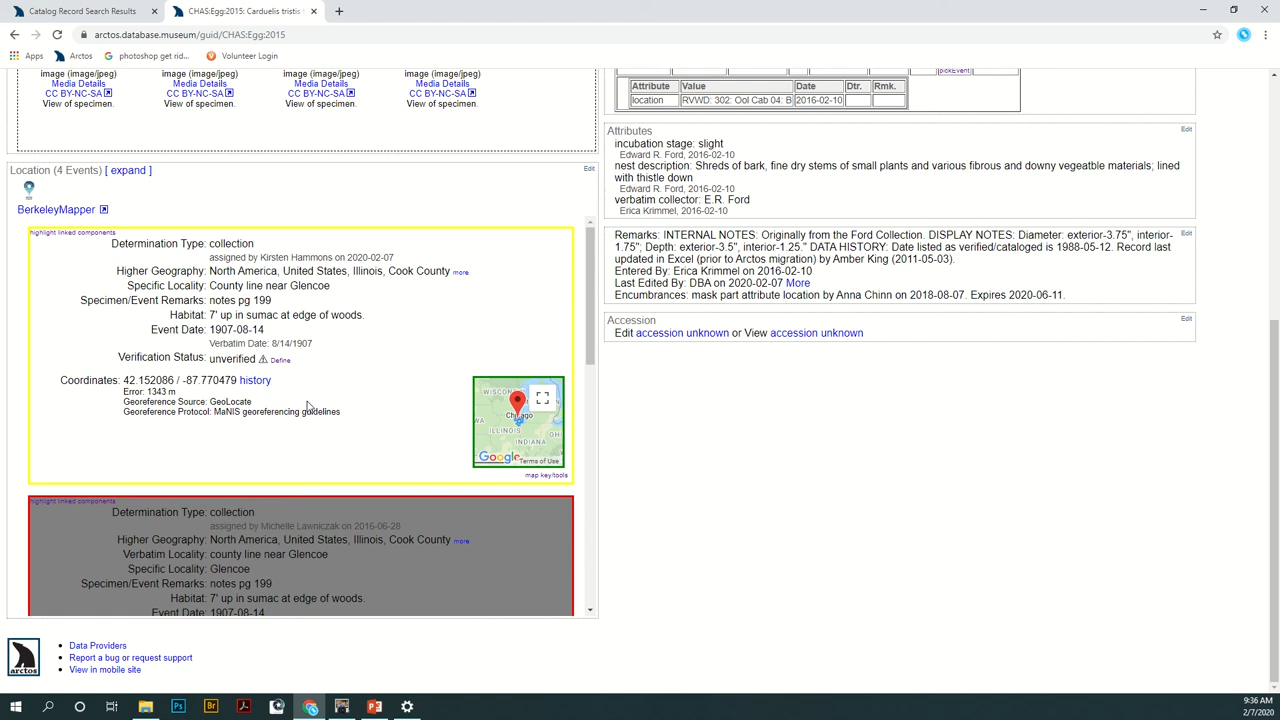 Catalog Record Search Results
CHAS:Egg:2015: Carduelis tristis
arctos.database.museum/guid/CHAS:Egg:2015
Apps Arctos photoshop get rid... Volunteer Login
image (image/jpeg) image (image/jpeg) image (image/jpeg) image (image/jpeg)
Media Details Media Details Media Details Media Details
CC BY-NC-SA CC BY-NC-SA CC BY-NC-SA CC BY-NC-SA
View of specimen. View of specimen. View of specimen. View of specimen.
Location (4 Events) [ expand ] Edit
BerkeleyMapper
highlight linked components
Determination Type: collection
assigned by Kirsten Hammons on 2020-02-07
Higher Geography: North America, United States, Illinois, Cook County more
Specific Locality: County line near Glencoe
Specimen/Event Remarks: notes pg 199
Habitat: 7' up in sumac at edge of woods.
Event Date: 1907-08-14
Verbatim Date: 8/14/1907
Verification Status: unverified Define
Coordinates: 42.152086 / -87.770479 history
Error: 1343 m
Georeference Source: GeoLocate
Georeference Protocol: MaNIS georeferencing guidelines
WISCON
Chicago
WA
ILLINOIS
OH
INDIANA
Google Terms of Use
map key/tools
highlight linked components
Determination Type: collection
assigned by Michelle Lawniczak on 2016-06-28
Higher Geography: North America, United States, Illinois, Cook County more
Verbatim Locality: county line near Glencoe
Specific Locality: Glencoe
Specimen/Event Remarks: notes pg 199
Habitat: 7' up in sumac at edge of woods.
Event Date: 1907-08-14
pickEvent
Attribute Value Date Dtr. Rmk.
location RVWD: 302: Ool Cab 04: B 2016-02-10
Attributes Edit
incubation stage: slight
Edward R. Ford, 2016-02-10
nest description: Shreds of bark, fine dry stems of small plants and various fibrous and downy vegeatble materials; lined
with thistle down
Edward R. Ford, 2016-02-10
verbatim collector: E.R. Ford
Erica Krimmel, 2016-02-10
Remarks: INTERNAL NOTES: Originally from the Ford Collection. DISPLAY NOTES: Diameter: exterior-3.75", interior- Edit
1.75"; Depth: exterior-3.5", interior-1.25." DATA HISTORY: Date listed as verified/cataloged is 1988-05-12. Record last
updated in Excel (prior to Arctos migration) by Amber King (2011-05-03).
Entered By: Erica Krimmel on 2016-02-10
Last Edited By: DBA on 2020-02-07 More
Encumbrances: mask part attribute location by Anna Chinn on 2018-08-07. Expires 2020-06-11.
Accession Edit
Edit accession unknown or View accession unknown
arctos
Data Providers
Report a bug or request support
View in mobile site
Ps Br
9:36 AM
2/7/2020